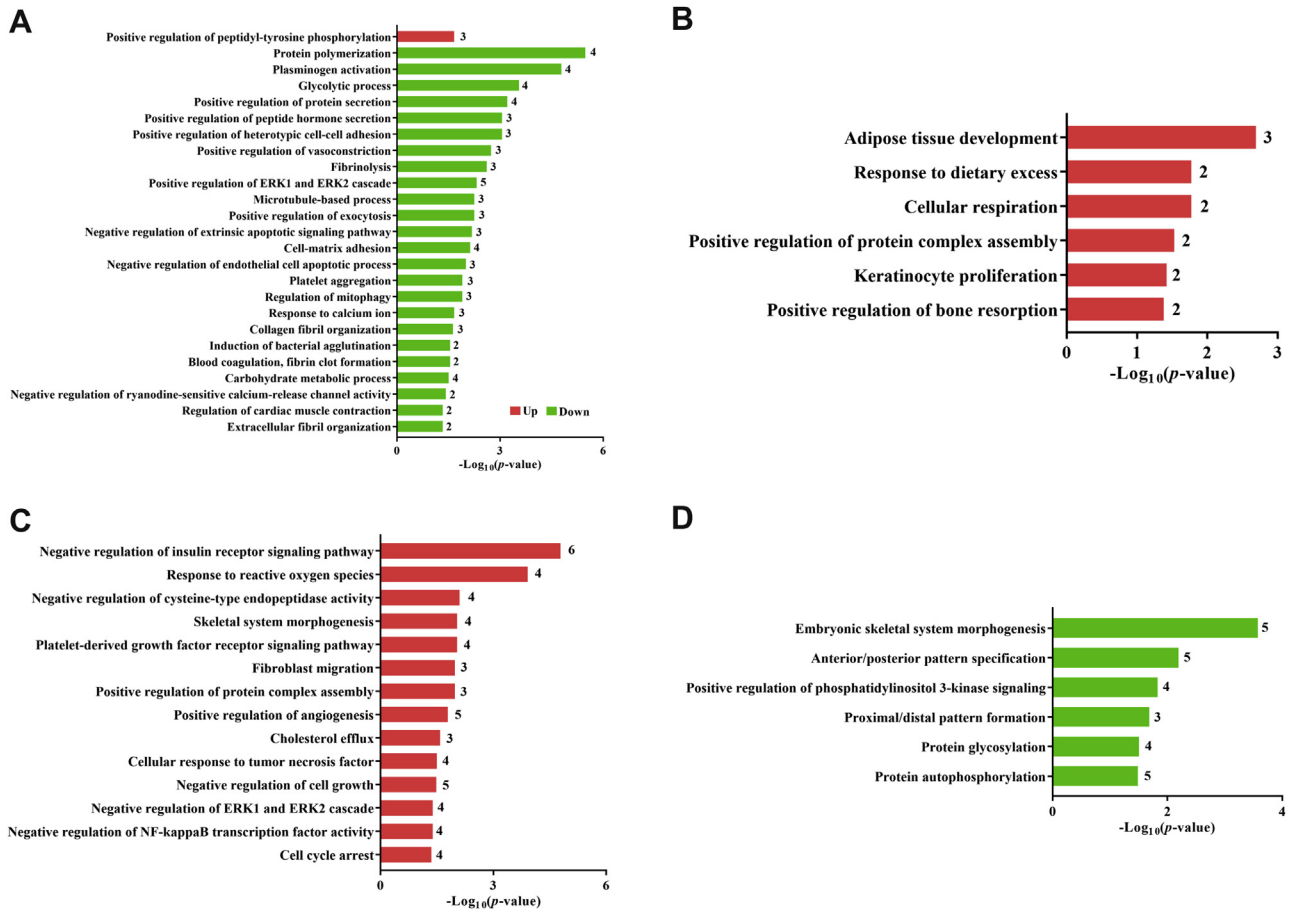 A
Positive regulation of peptidyl-tyrosine phosphorylation 3
Protein polymerization 4
Plasminogen activation 4
Glycolytic process 4
Positive regulation of protein secretion 4
Positive regulation of peptide hormone secretion 3
Positive regulation of heterotypic cell-cell adhesion 3
Positive regulation of vasoconstriction 3
Fibrinolysis 3
Positive regulation of ERK1 and ERK2 cascade 5
Microtubule-based process 3
Positive regulation of exocytosis 3
Negative regulation of extrinsic apoptotic signaling pathway 3
Cell-matrix adhesion 4
Negative regulation of endothelial cell apoptotic process 3
Platelet aggregation 3
Regulation of mitophagy 3
Response to calcium ion 3
Collagen fibril organization 3
Induction of bacterial agglutination 2
Blood coagulation, fibrin clot formation 2
Carbohydrate metabolic process 4
Negative regulation of ryanodine-sensitive calcium-release channel activity 2
Regulation of cardiac muscle contraction 2
Up Down
Extracellular fibril organization 2
0 3 6
-Log10(p-value)
B
Adipose tissue development 3
Response to dietary excess 2
Cellular respiration 2
Positive regulation of protein complex assembly 2
Keratinocyte proliferation 2
Positive regulation of bone resorption 2
0 1 2 3
-Log10(p-value)
C
Negative regulation of insulin receptor signaling pathway 6
Response to reactive oxygen species 4
Negative regulation of cysteine-type endopeptidase activity 4
Skeletal system morphogenesis 4
Platelet-derived growth factor receptor signaling pathway 4
Fibroblast migration 3
Positive regulation of protein complex assembly 3
Positive regulation of angiogenesis 5
Cholesterol efflux 3
Cellular response to tumor necrosis factor 4
Negative regulation of cell growth 5
Negative regulation of ERK1 and ERK2 cascade 4
Negative regulation of NF-kappaB transcription factor activity 4
Cell cycle arrest 4
0 3 6
-Log10(p-value)
D
Embryonic skeletal system morphogenesis 5
Anterior/posterior pattern specification 5
Positive regulation of phosphatidylinositol 3-kinase signaling 4
Proximal/distal pattern formation 3
Protein glycosylation 4
Protein autophosphorylation 5
0 2 4
-Log10(p-value)